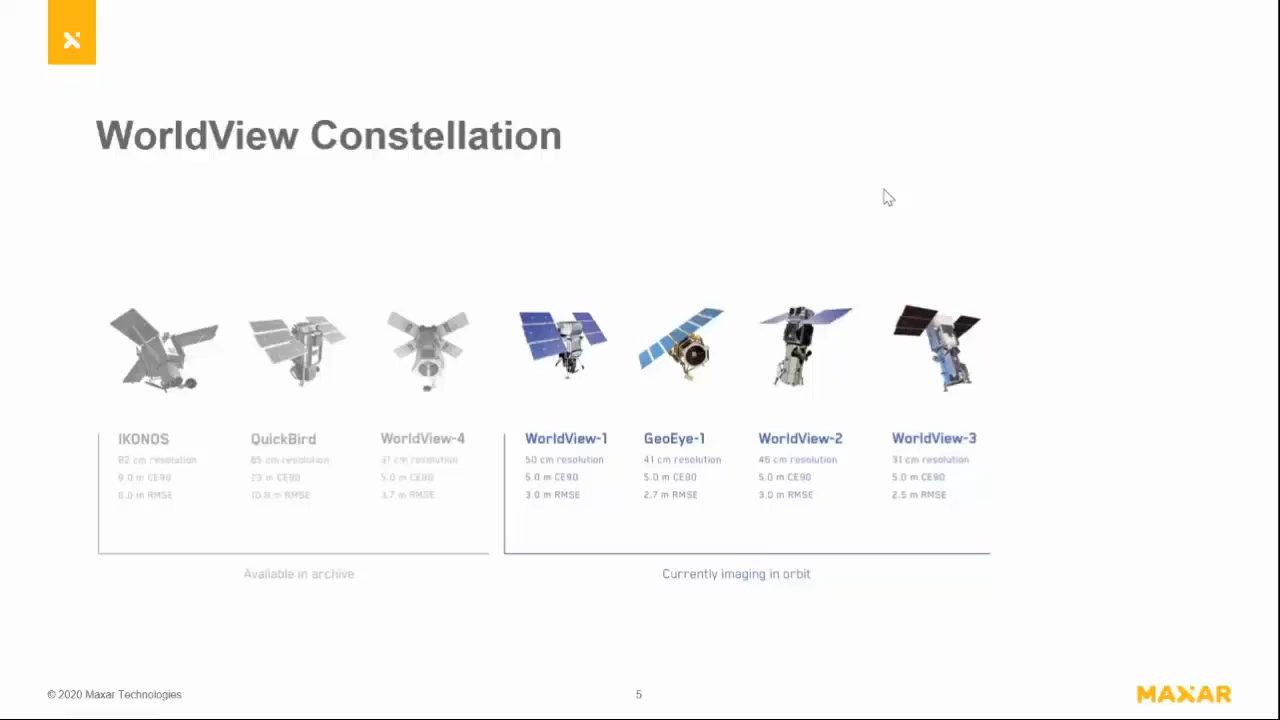 WorldView Constellation
IKONOS
82 cm resolution
9.0 m CE90
QuickBird
65 cm resolution
23 m CE90
10.9 m RMSE
WorldView-4
31 cm resolution
5.0 m CE90
3.7 m RMSE
WorldView-1
50 cm resolution
5.0 m CE90
3.0 m RMSE
GeoEye-1
41 cm resolution
5.0 m CE90
2.7 m RMSE
WorldView-2
46 cm resolution
5.0 m CE90
3.0 m RMSE
WorldView-3
31 cm resolution
5.0 m CE90
2.5 m RMSE
Available in archive
Currently imaging in orbit
© 2020 Maxar Technologies
5
MAXAR